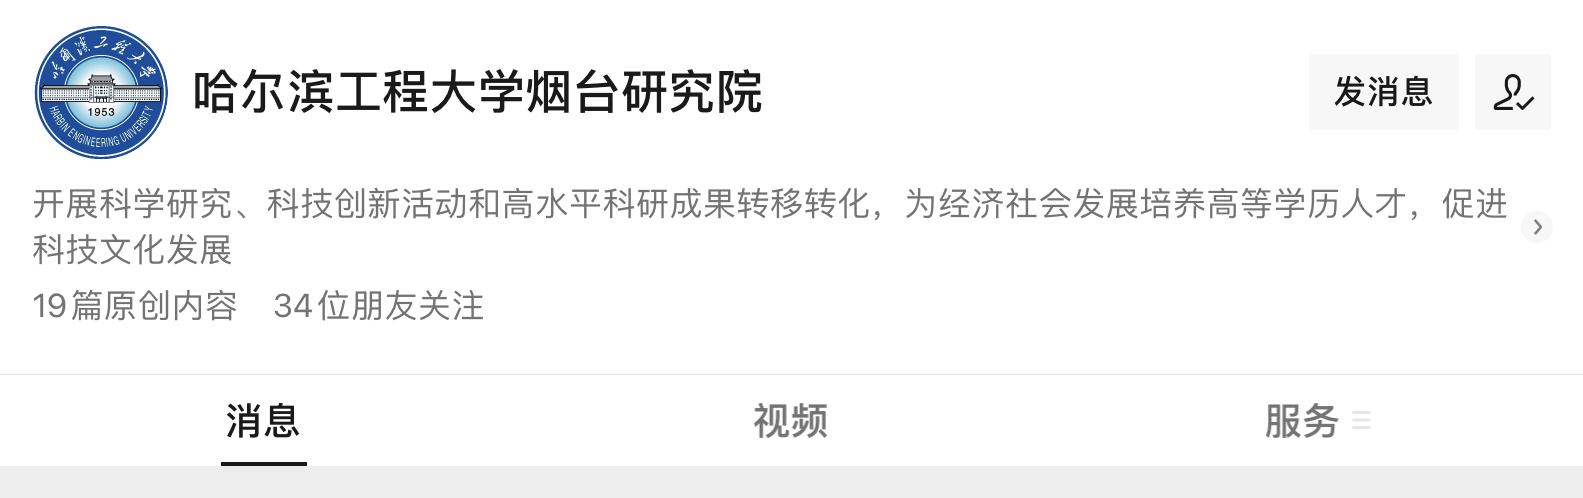 哈尔滨工程大学
1953
HARBIN ENGINEERING UNIVERSITY
哈尔滨工程大学烟台研究院
发消息
开展科学研究、科技创新活动和高水平科研成果转移转化，为经济社会发展培养高等学历人才，促进
科技文化发展
19篇原创内容 34位朋友关注
消息 视频 服务